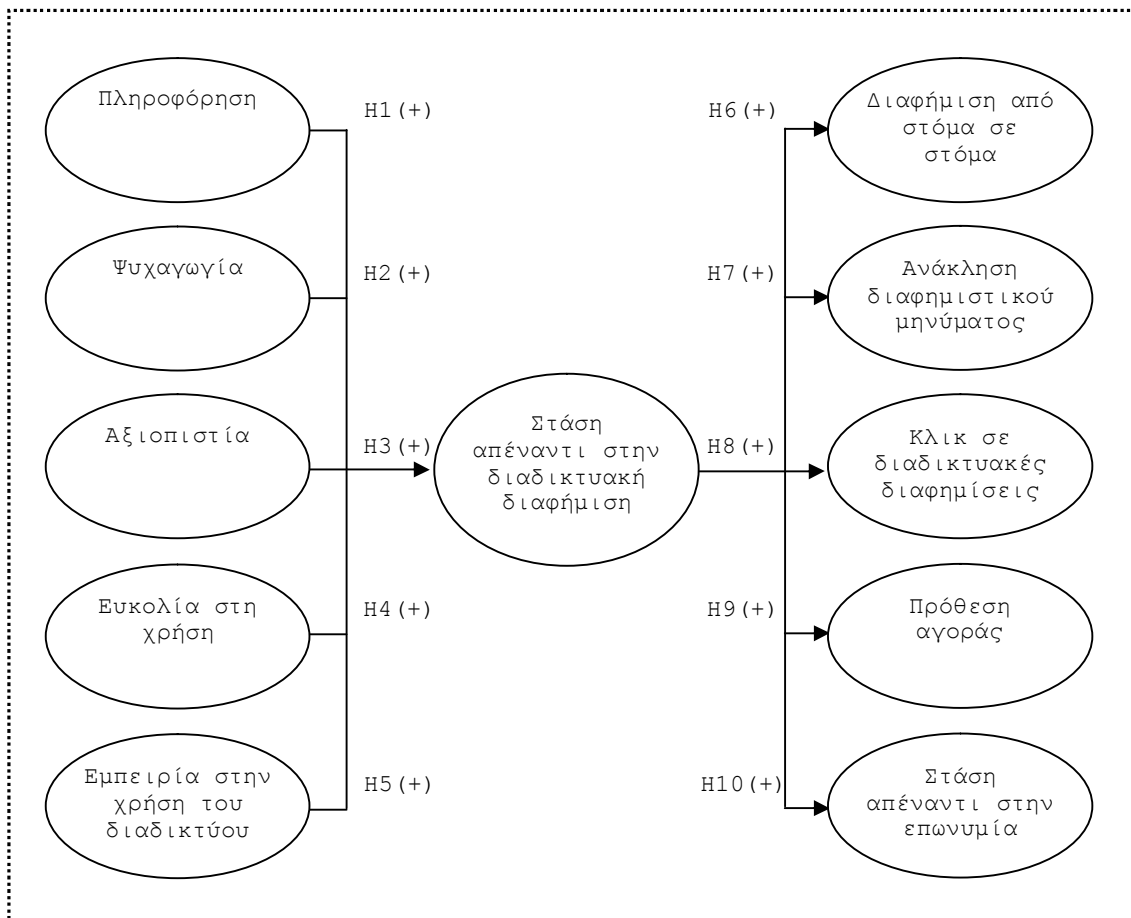 Πληροφόρηση
H1(+)
H6(+)
Διαφήμιση από
στόμα σε
στόμα
Ψυχαγωγία
H2(+)
H7(+)
Ανάκληση
διαφημιστικού
μηνύματος
Αξιοπιστία
H3(+)
Στάση
απέναντι στην
διαδικτυακή
διαφήμιση
H8(+)
Κλικ σε
διαδικτυακές
διαφημίσεις
Ευκολία στη
χρήση
H4(+)
H9(+)
Πρόθεση
αγοράς
Εμπειρία στην
χρήση του
διαδικτύου
H5(+)
H10(+)
Στάση
απέναντι στην
επωνυμία